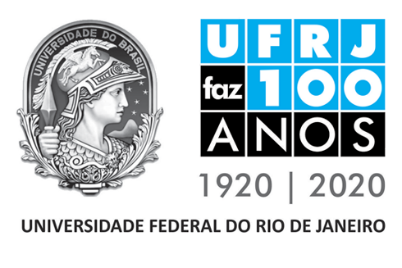 UNIVERSIDADE DO BRASIL
UFRJ
faz 100
ANOS
1920 | 2020
UNIVERSIDADE FEDERAL DO RIO DE JANEIRO